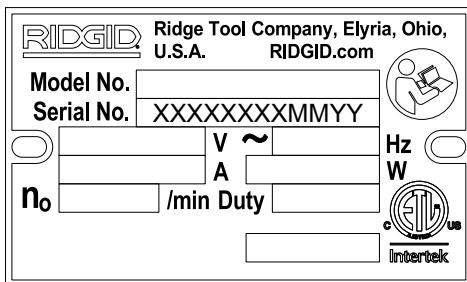 RIDGID Ridge Tool Company, Elyria, Ohio,
U.S.A. RIDGID.com
Model No.
Serial No. XXXXXXXXMMYY
V ~ Hz
A W
n₀ /min Duty
C ETL US
Intertek